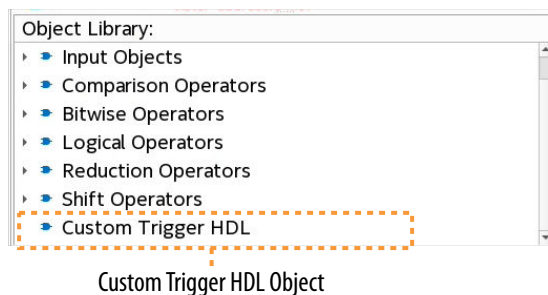 Object Library:
Input Objects
Comparison Operators
Bitwise Operators
Logical Operators
Reduction Operators
Shift Operators
Custom Trigger HDL
Custom Trigger HDL Object